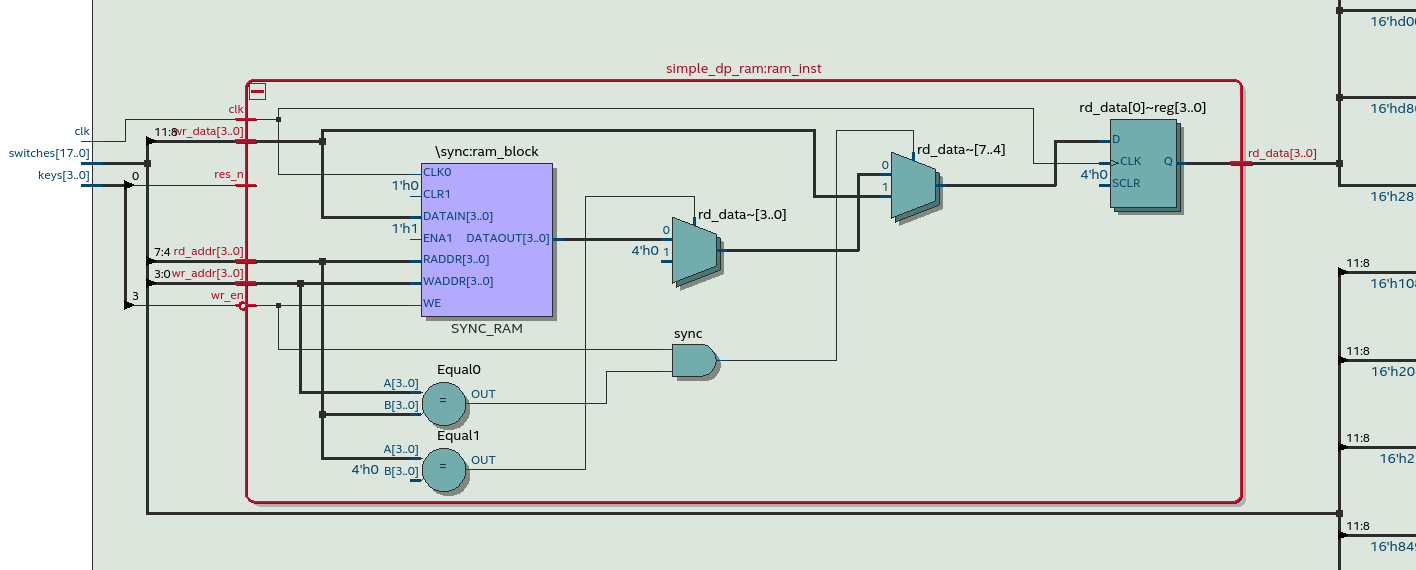 16'hd0
simple_dp_ram:ram_inst
16'hd8
rd_data[0]~reg[3..0]
clk
clk
11:8
wr_data[3..0]
D
\sync:ram_block
rd_data~[7..4]
switches[17..0]
CLK
Q
rd_data[3..0]
keys[3..0]
0
res_n
CLK0
0
4'h0
SCLR
1'h0
CLR1
1
16'h28
DATAIN[3..0]
rd_data~[3..0]
1'h1
ENA1
DATAOUT[3..0]
0
7:4
rd_addr[3..0]
RADDR[3..0]
4'h0
1
11:8
3:0
wr_addr[3..0]
WADDR[3..0]
16'h10
3
wr_en
WE
SYNC_RAM
sync
11:8
Equal0
16'h20
A[3..0]
OUT
B[3..0]
=
Equal1
11:8
A[3..0]
OUT
16'h2
4'h0
B[3..0]
=
11:8
16'h84